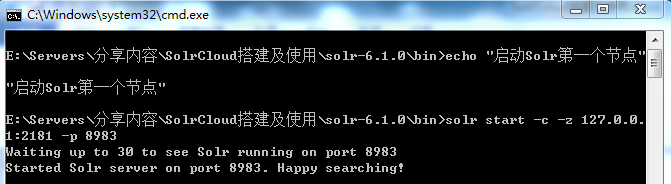 C:\Windows\system32\cmd.exe
E:\Servers\分享内容\SolrCloud搭建及使用\solr-6.1.0\bin>echo "启动Solr第一个节点"
"启动Solr第一个节点"
E:\Servers\分享内容\SolrCloud搭建及使用\solr-6.1.0\bin>solr start -c -z 127.0.0.
1:2181 -p 8983
Waiting up to 30 to see Solr running on port 8983
Started Solr server on port 8983. Happy searching!